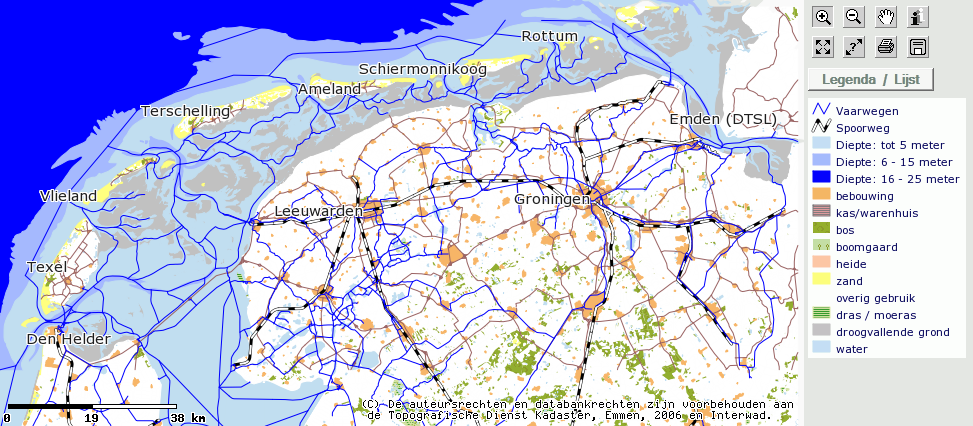 Rottum
Schiermonnikoog
Ameland
Terschelling
Emden (DTSL)
Vlieland
Groningen
Leeuwarden
Texel
Den Helder
0 19 38 km
(C) De auteursrechten en databankrechten zijn voorbehouden aan
de Topografische Dienst Kadaster, Emmen, 2006 en Interwad.
Legenda / Lijst
Vaarwegen
Spoorweg
Diepte: tot 5 meter
Diepte: 6 - 15 meter
Diepte: 16 - 25 meter
bebouwing
kas/warenhuis
bos
boomgaard
heide
zand
overig gebruik
dras / moeras
droogvallende grond
water